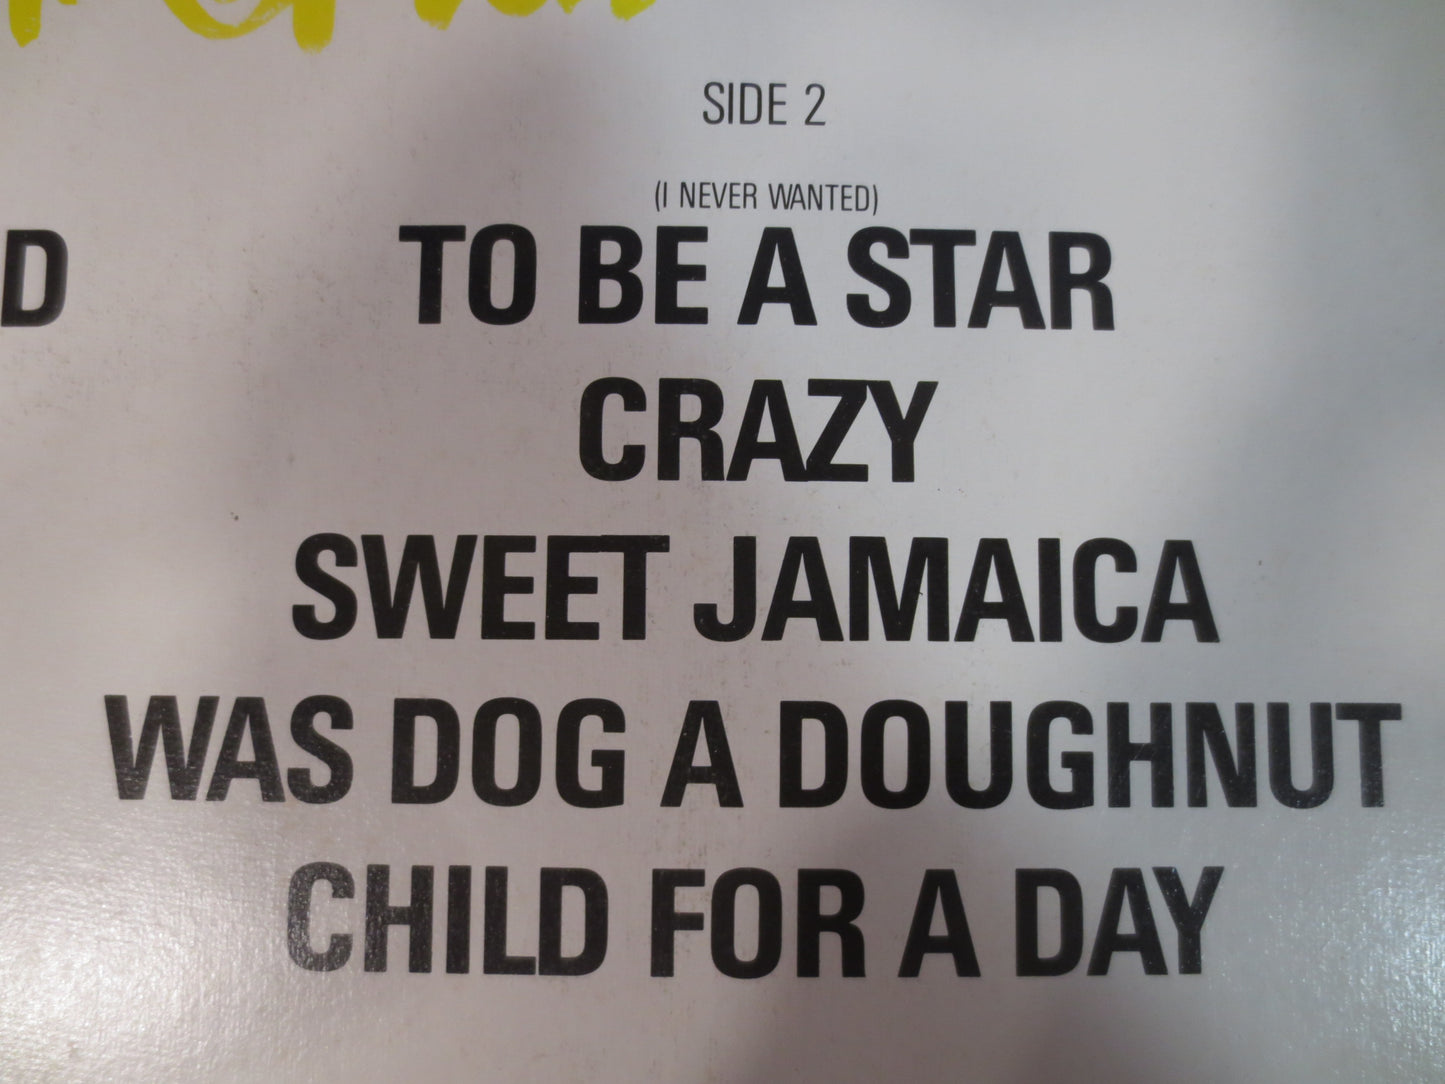 SIDE 2
(I NEVER WANTED)
TO BE A STAR
CRAZY
SWEET JAMAICA
WAS DOG A DOUGHNUT
CHILD FOR A DAY
D